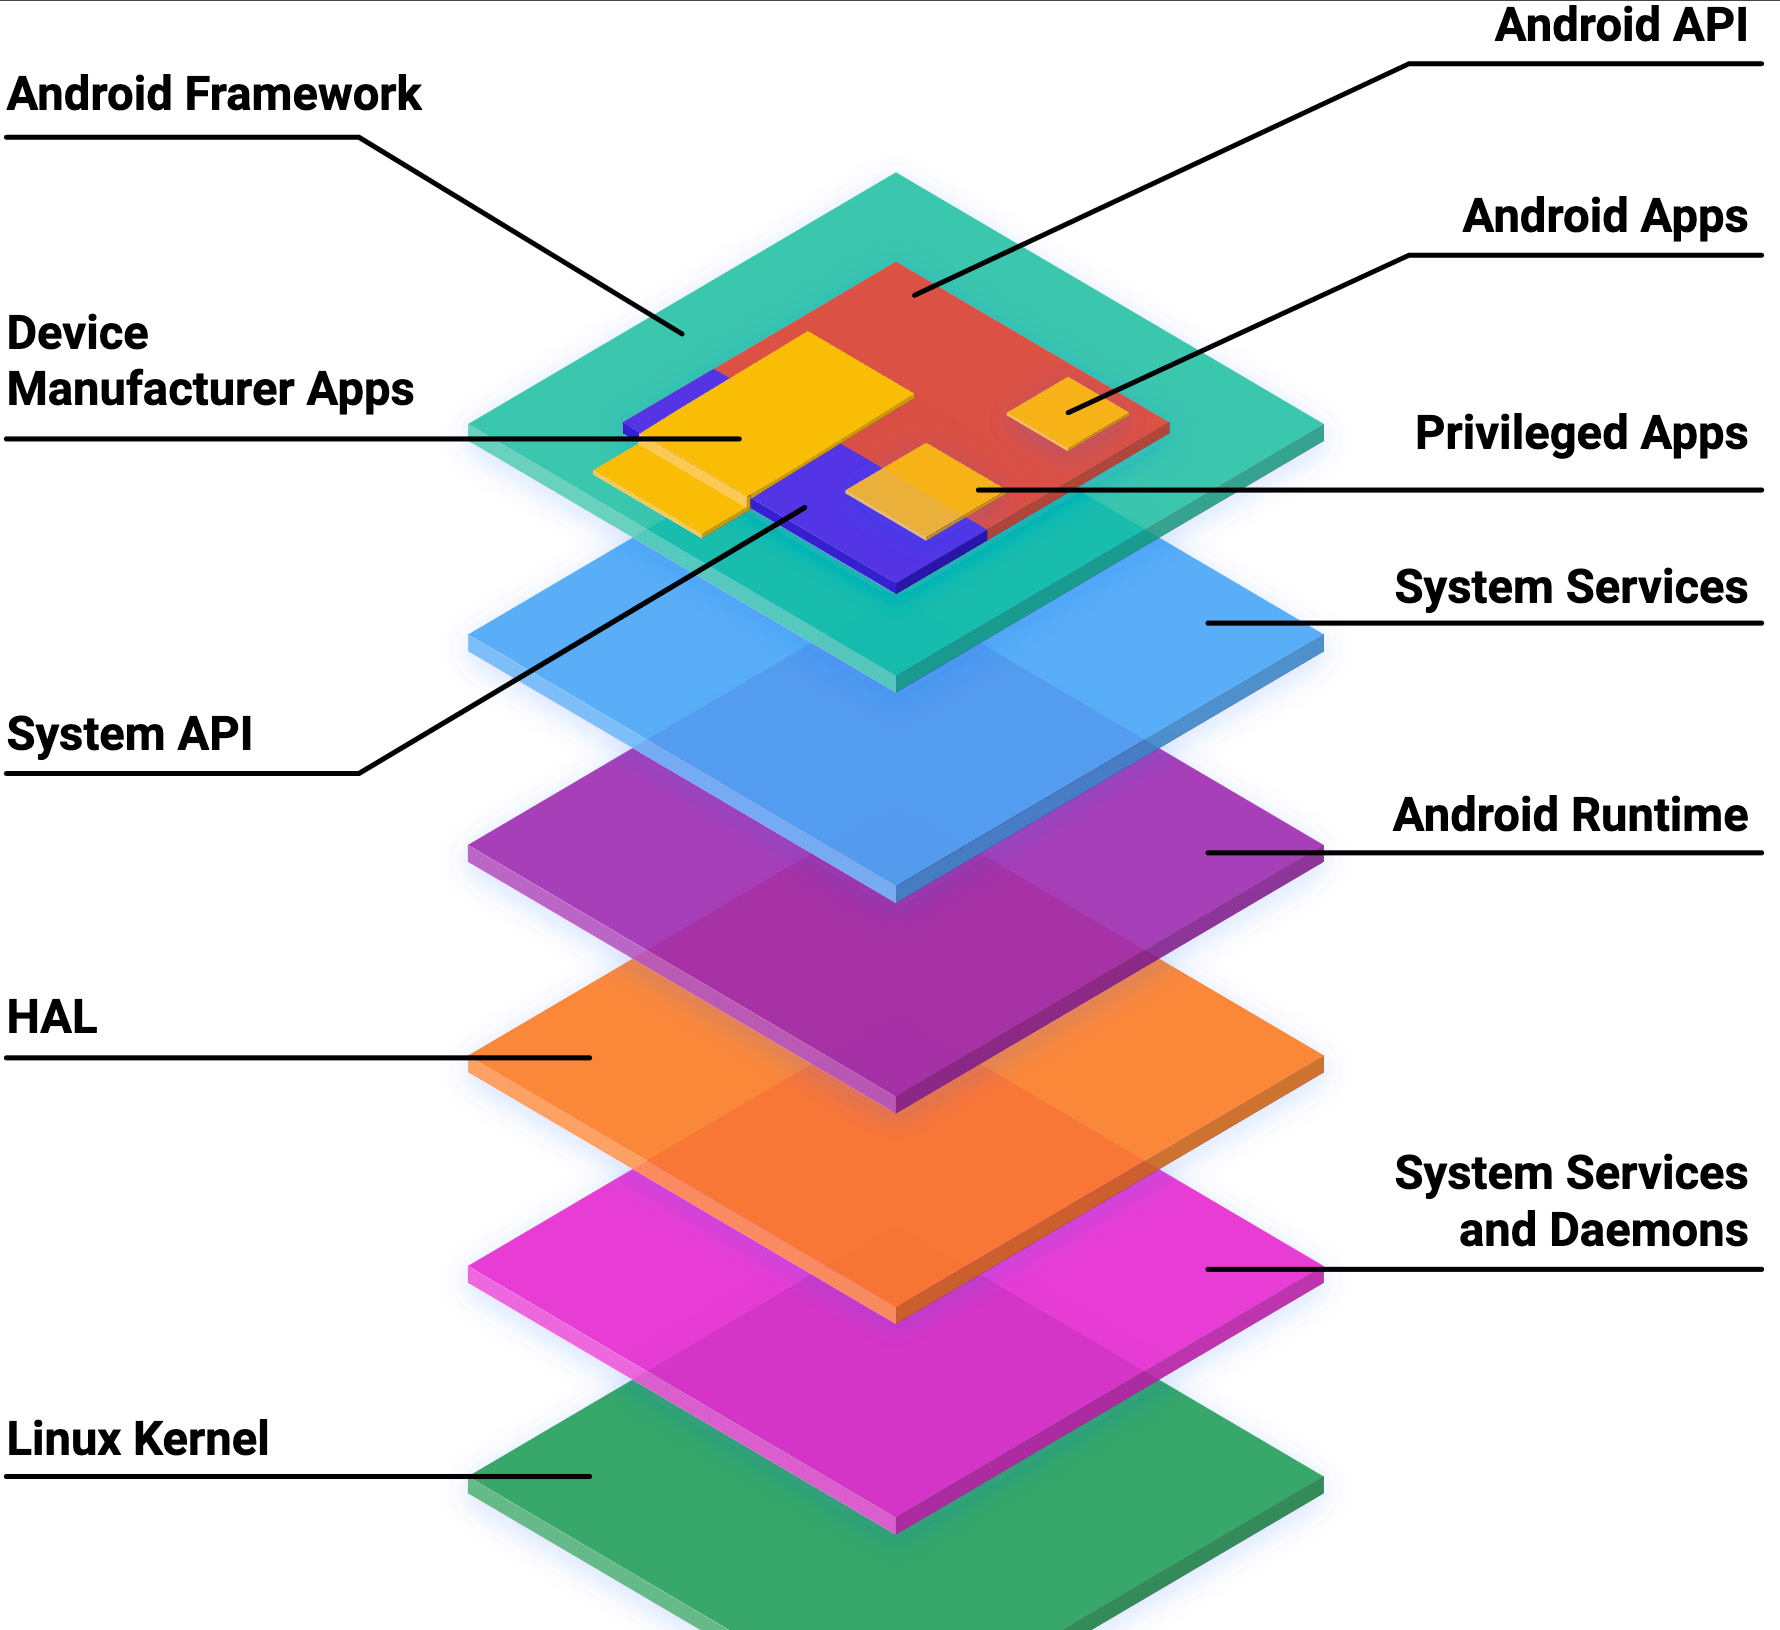 Android API
Android Framework
Android Apps
Device
Manufacturer Apps
Privileged Apps
System Services
System API
Android Runtime
HAL
System Services
and Daemons
Linux Kernel